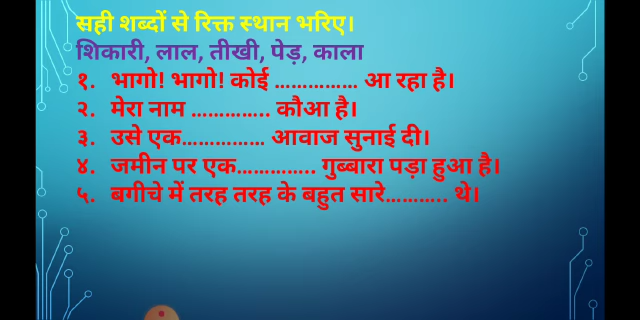 सही शब्दों से रिक्त स्थान भरिए।
शिकारी, लाल, तीखी, पेड़, काला
१. भागो! भागो! कोई …………… आ रहा है।
२. मेरा नाम ………….. कौआ है।
३. उसे एक…………… आवाज सुनाई दी।
४. जमीन पर एक………….. गुब्बारा पड़ा हुआ है।
५. बगीचे में तरह तरह के बहुत सारे……….. थे।